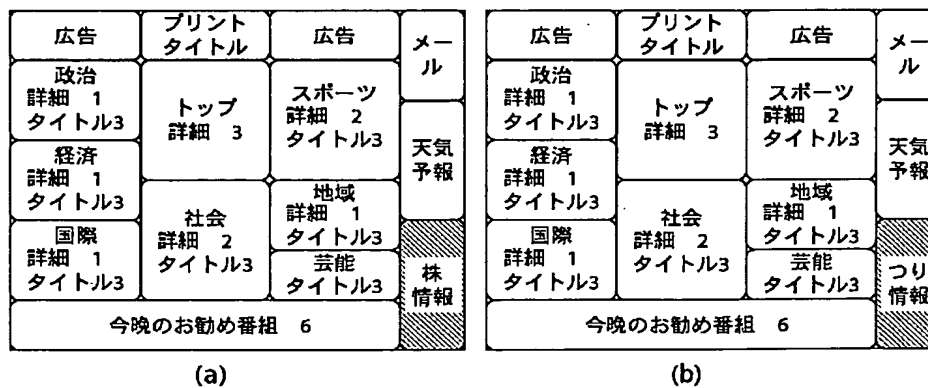 広告
プリント
タイトル
広告
メー
ル
政治
詳細 1
タイトル3
トップ
詳細 3
スポーツ
詳細 2
タイトル3
天気
予報
経済
詳細 1
タイトル3
社会
詳細 2
タイトル3
地域
詳細 1
タイトル3
国際
詳細 1
タイトル3
芸能
タイトル3
株
情報
今晩のお勧め番組 6
(a)
広告
プリント
タイトル
広告
メー
ル
政治
詳細 1
タイトル3
トップ
詳細 3
スポーツ
詳細 2
タイトル3
天気
予報
経済
詳細 1
タイトル3
社会
詳細 2
タイトル3
地域
詳細 1
タイトル3
国際
詳細 1
タイトル3
芸能
タイトル3
つり
情報
今晩のお勧め番組 6
(b)